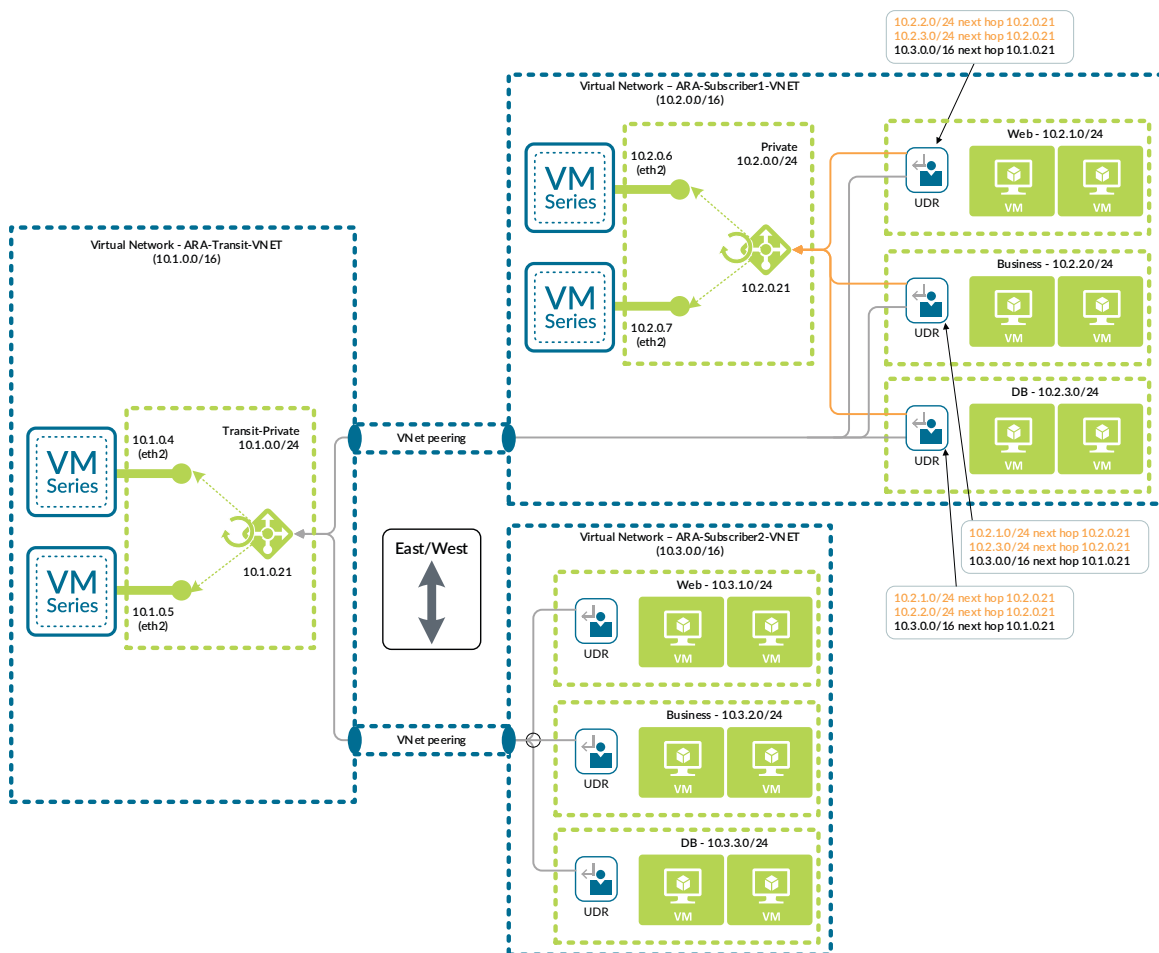 10.2.2.0/24 next hop 10.2.0.21
10.2.3.0/24 next hop 10.2.0.21
10.3.0.0/16 next hop 10.1.0.21
Virtual Network – ARA-Subscriber1-VNET
(10.2.0.0/16)
VM
Series
10.2.0.6
(eth2)
Private
10.2.0.0/24
10.2.0.21
VM
Series
10.2.0.7
(eth2)
Web - 10.2.1.0/24
UDR
VM
VM
Business - 10.2.2.0/24
UDR
VM
VM
DB - 10.2.3.0/24
UDR
VM
VM
Virtual Network - ARA-Transit-VNET
(10.1.0.0/16)
VM
Series
10.1.0.4
(eth2)
Transit-Private
10.1.0.0/24
10.1.0.21
VM
Series
10.1.0.5
(eth2)
VNet peering
East/West
VNet peering
10.2.1.0/24 next hop 10.2.0.21
10.2.3.0/24 next hop 10.2.0.21
10.3.0.0/16 next hop 10.1.0.21
10.2.1.0/24 next hop 10.2.0.21
10.2.2.0/24 next hop 10.2.0.21
10.3.0.0/16 next hop 10.1.0.21
Virtual Network – ARA-Subscriber2-VNET
(10.3.0.0/16)
Web - 10.3.1.0/24
UDR
VM
VM
Business - 10.3.2.0/24
UDR
VM
VM
DB - 10.3.3.0/24
UDR
VM
VM